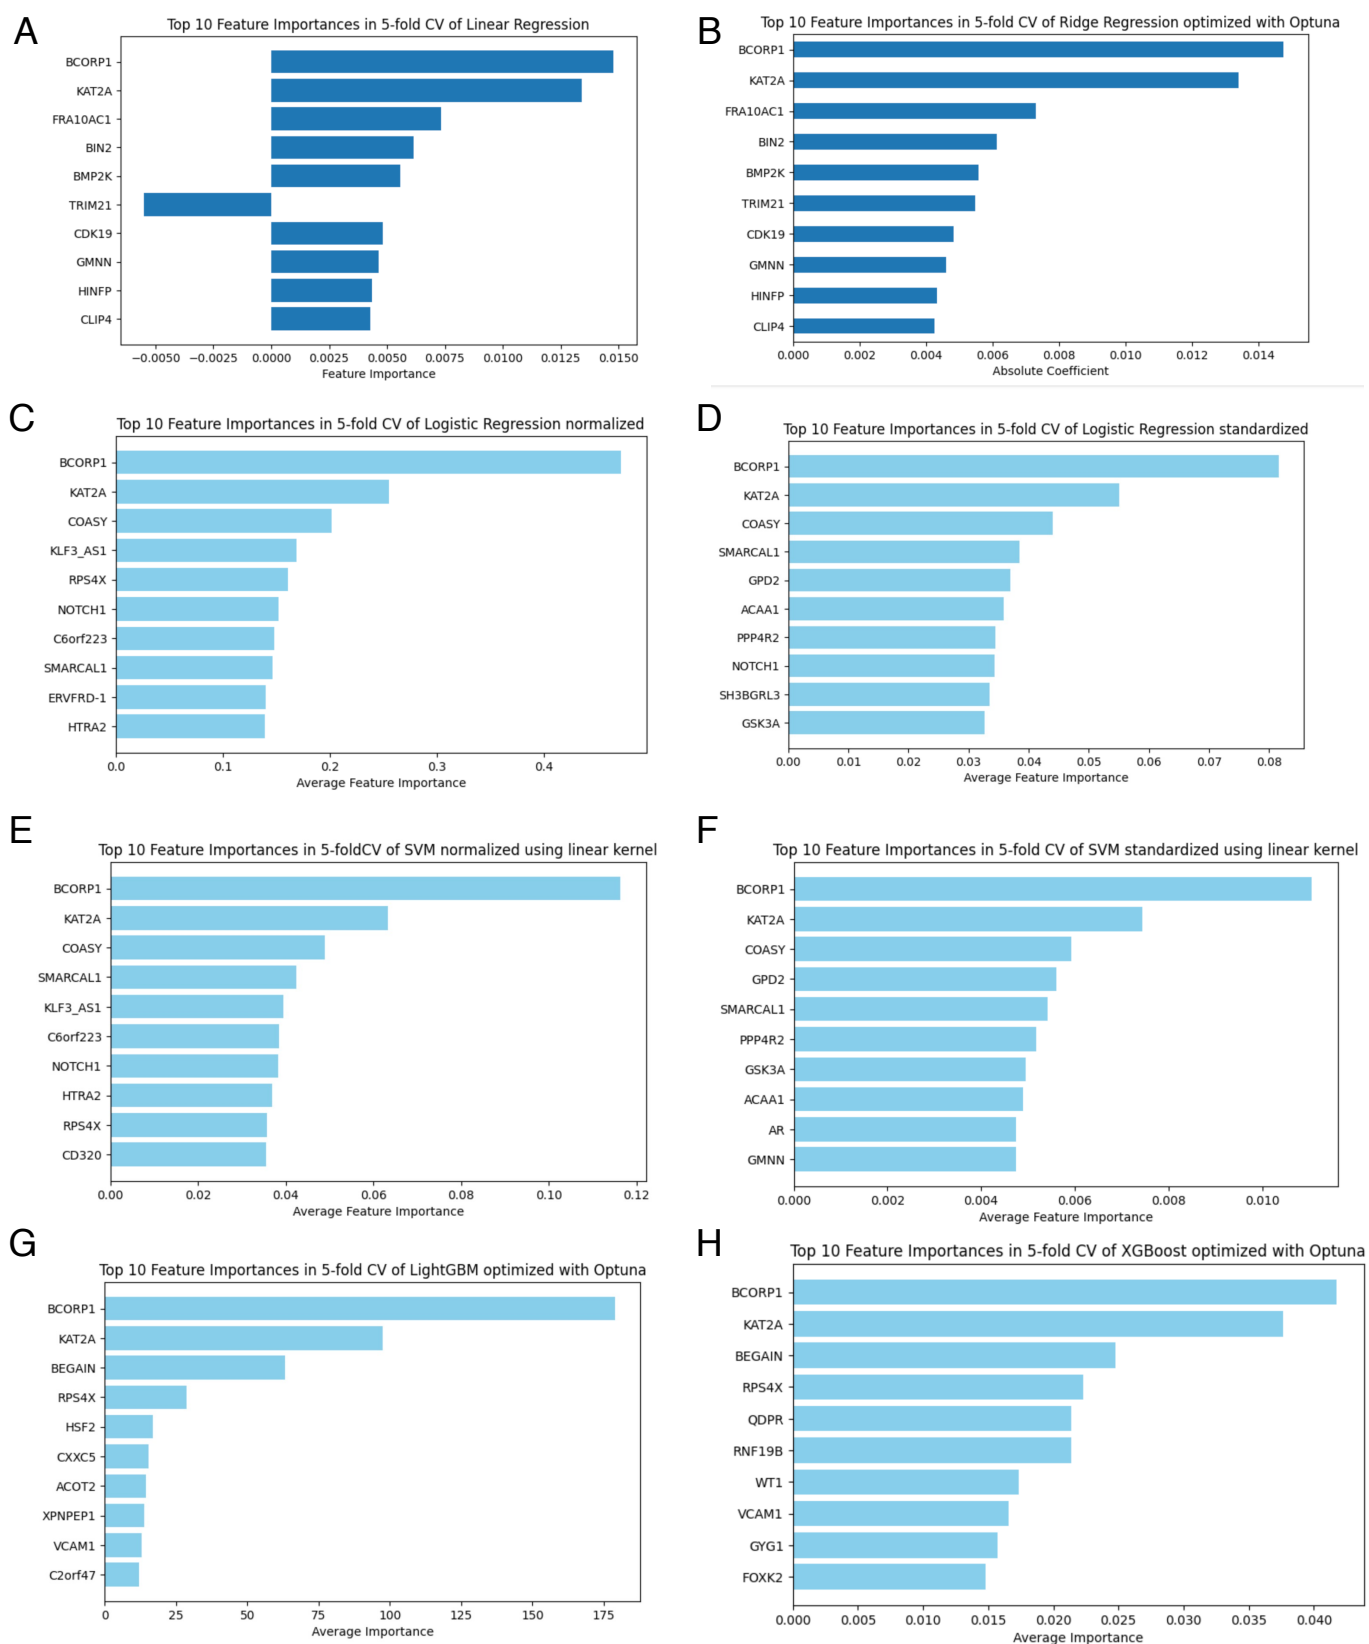 A
Top 10 Feature Importances in 5-fold CV of Linear Regression
BCORP1
KAT2A
FRA10AC1
BIN2
BMP2K
TRIM21
CDK19
GMNN
HINFP
CLIP4
−0.0050 −0.0025 0.0000 0.0025 0.0050 0.0075 0.0100 0.0125 0.0150
Feature Importance
B
Top 10 Feature Importances in 5-fold CV of Ridge Regression optimized with Optuna
BCORP1
KAT2A
FRA10AC1
BIN2
BMP2K
TRIM21
CDK19
GMNN
HINFP
CLIP4
0.000 0.002 0.004 0.006 0.008 0.010 0.012 0.014
Absolute Coefficient
C
Top 10 Feature Importances in 5-fold CV of Logistic Regression normalized
BCORP1
KAT2A
COASY
KLF3_AS1
RPS4X
NOTCH1
C6orf223
SMARCAL1
ERVFRD-1
HTRA2
0.0 0.1 0.2 0.3 0.4
Average Feature Importance
D
Top 10 Feature Importances in 5-fold CV of Logistic Regression standardized
BCORP1
KAT2A
COASY
SMARCAL1
GPD2
ACAA1
PPP4R2
NOTCH1
SH3BGRL3
GSK3A
0.00 0.01 0.02 0.03 0.04 0.05 0.06 0.07 0.08
Average Feature Importance
E
Top 10 Feature Importances in 5-foldCV of SVM normalized using linear kernel
BCORP1
KAT2A
COASY
SMARCAL1
KLF3_AS1
C6orf223
NOTCH1
HTRA2
RPS4X
CD320
0.00 0.02 0.04 0.06 0.08 0.10 0.12
Average Feature Importance
F
Top 10 Feature Importances in 5-fold CV of SVM standardized using linear kernel
BCORP1
KAT2A
COASY
GPD2
SMARCAL1
PPP4R2
GSK3A
ACAA1
AR
GMNN
0.000 0.002 0.004 0.006 0.008 0.010
Average Feature Importance
G
Top 10 Feature Importances in 5-fold CV of LightGBM optimized with Optuna
BCORP1
KAT2A
BEGAIN
RPS4X
HSF2
CXXC5
ACOT2
XPNPEP1
VCAM1
C2orf47
0 25 50 75 100 125 150 175
Average Importance
H
Top 10 Feature Importances in 5-fold CV of XGBoost optimized with Optuna
BCORP1
KAT2A
BEGAIN
RPS4X
QDPR
RNF19B
WT1
VCAM1
GYG1
FOXK2
0.000 0.005 0.010 0.015 0.020 0.025 0.030 0.035 0.040
Average Importance